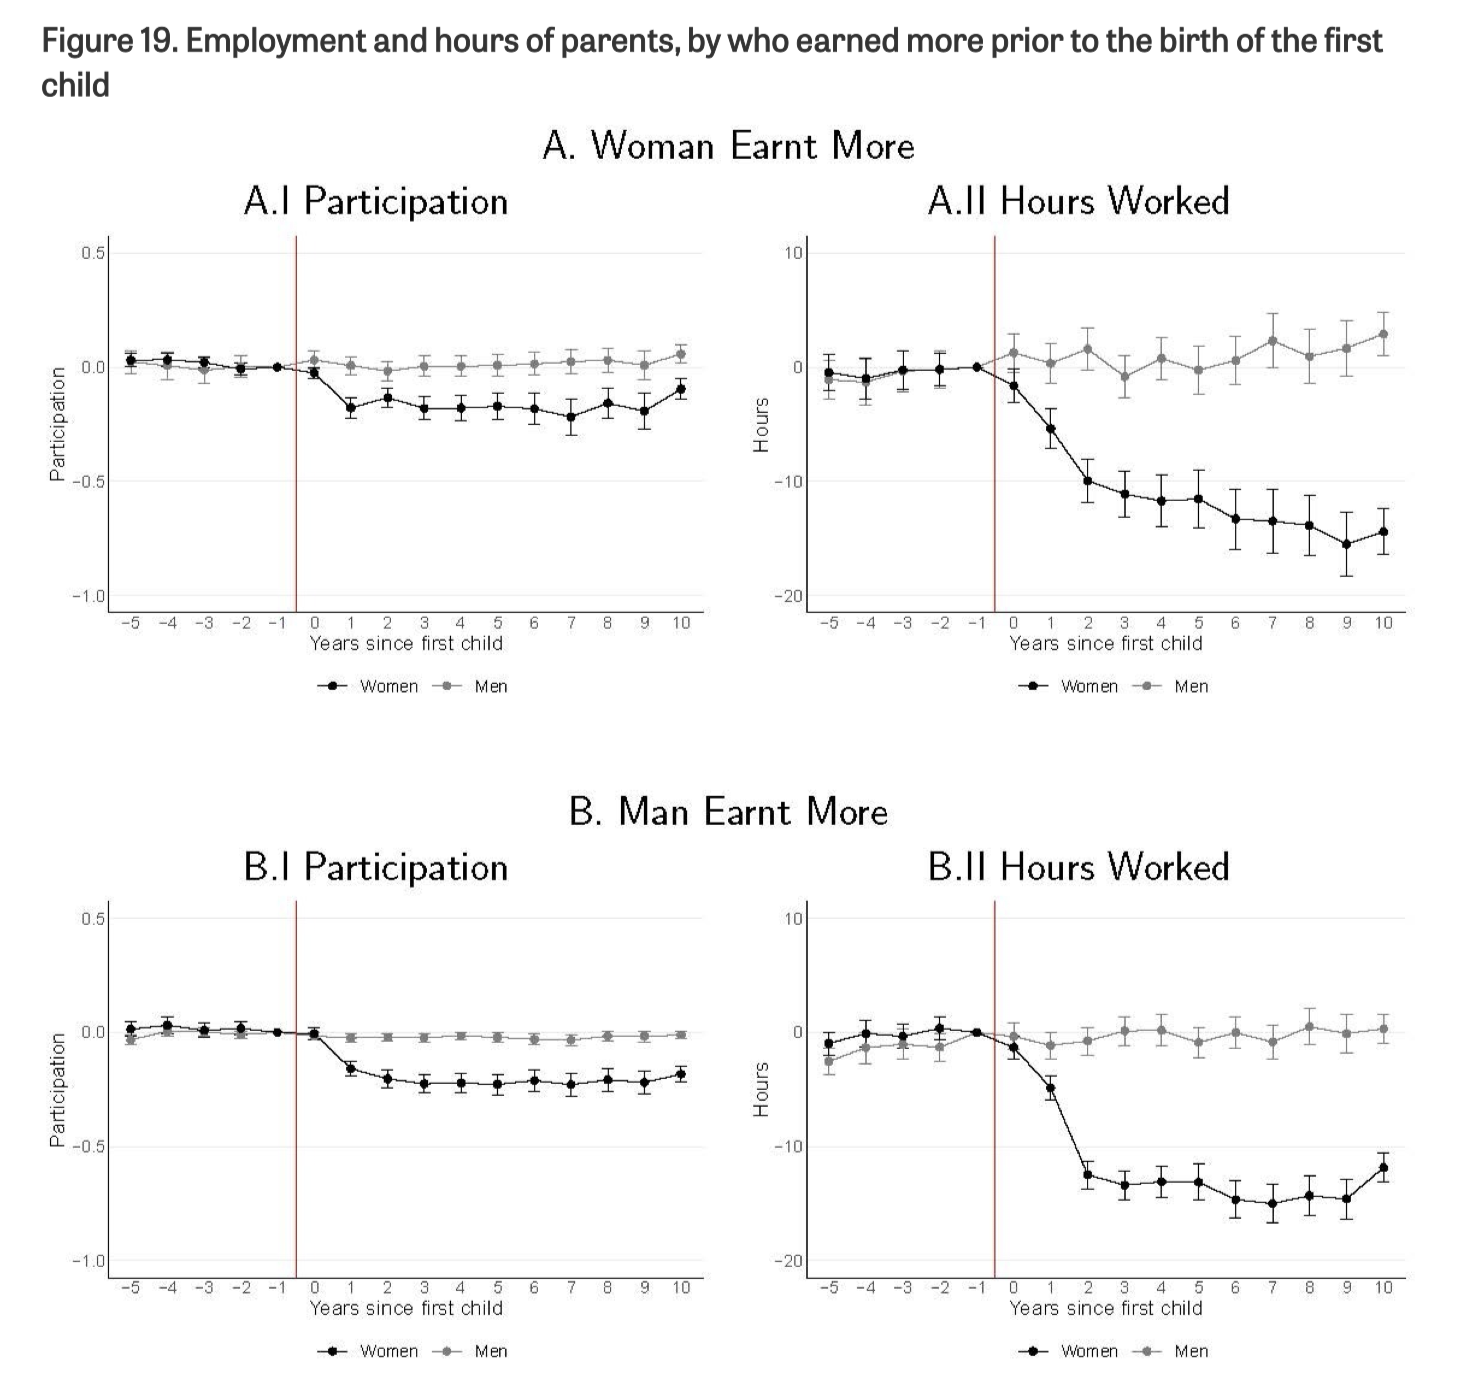 Figure 19. Employment and hours of parents, by who earned more prior to the birth of the first
child
A. Woman Earnt More
A.I Participation
0.5
0.0
−0.5
−1.0
Participation
−5 −4 −3 −2 −1 0 1 2 3 4 5 6 7 8 9 10
Years since first child
Women Men
A.II Hours Worked
10
0
−10
−20
Hours
−5 −4 −3 −2 −1 0 1 2 3 4 5 6 7 8 9 10
Years since first child
Women Men
B. Man Earnt More
B.I Participation
0.5
0.0
−0.5
−1.0
Participation
−5 −4 −3 −2 −1 0 1 2 3 4 5 6 7 8 9 10
Years since first child
Women Men
B.II Hours Worked
10
0
−10
−20
Hours
−5 −4 −3 −2 −1 0 1 2 3 4 5 6 7 8 9 10
Years since first child
Women Men